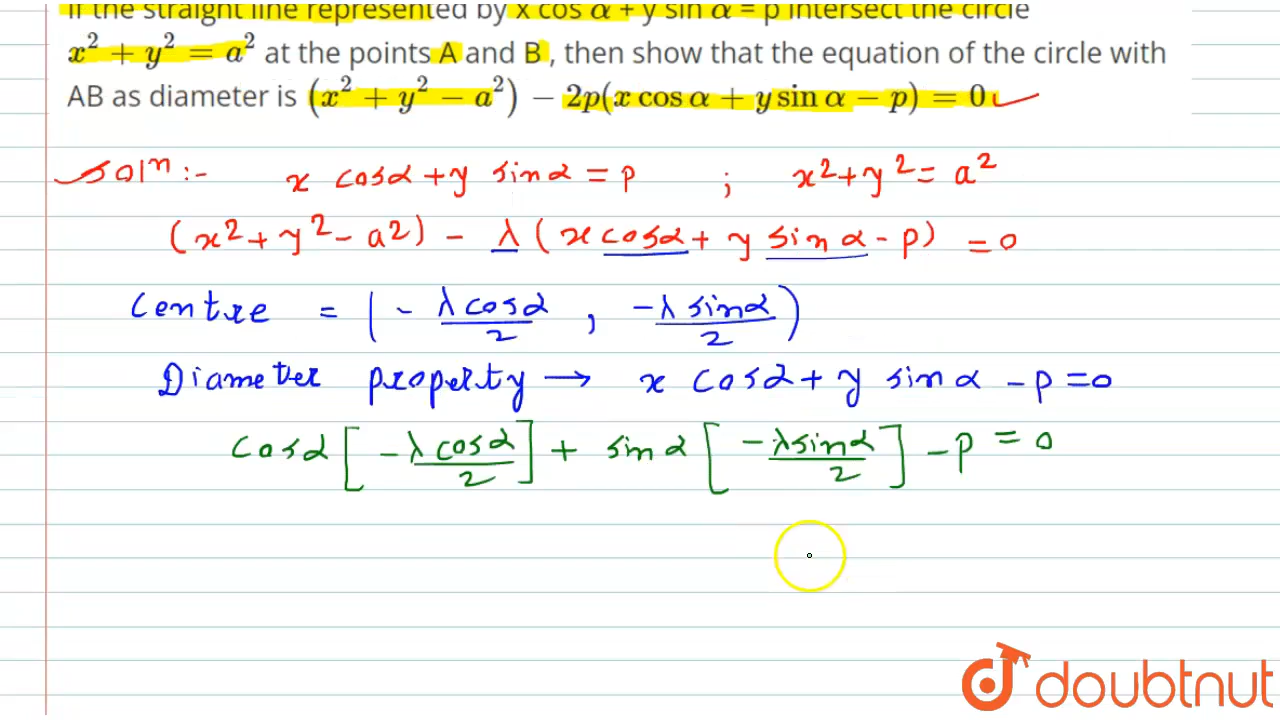 If the straight line represented by x cos α + y sin α = p intersect the circle
x² + y² = a² at the points A and B , then show that the equation of the circle with
AB as diameter is (x² + y² − a²) − 2p(x cos α + y sin α − p) = 0
Solⁿ :- x cosα + y sinα = p ; x² + y² = a²
(x² + y² − a²) − λ (x cosα + y sin α − p) = 0
Centre = (− λ cosα/2 , −λ sinα/2)
Diameter property → x cosα + y sinα − p = 0
cosα [− λ cosα/2] + sinα [− λ sinα/2] − p = 0
doubtnut